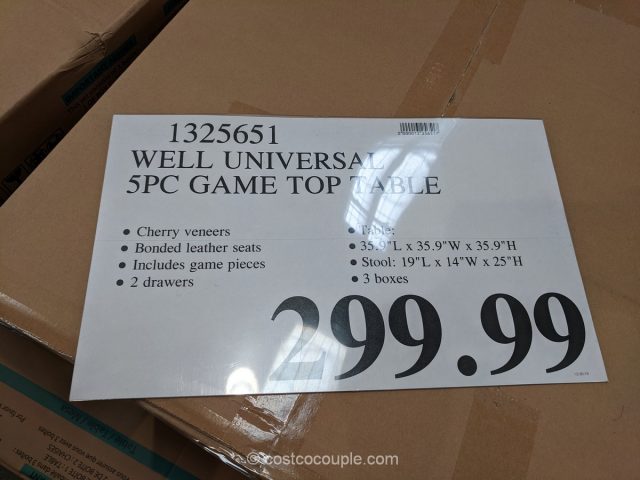 1325651
WELL UNIVERSAL
5PC GAME TOP TABLE
• Cherry veneers
• Bonded leather seats
• Includes game pieces
• 2 drawers
• Table:
• 35.9"L x 35.9"W x 35.9"H
• Stool: 19"L x 14"W x 25"H
• 3 boxes
299.99
© costcocouple.com